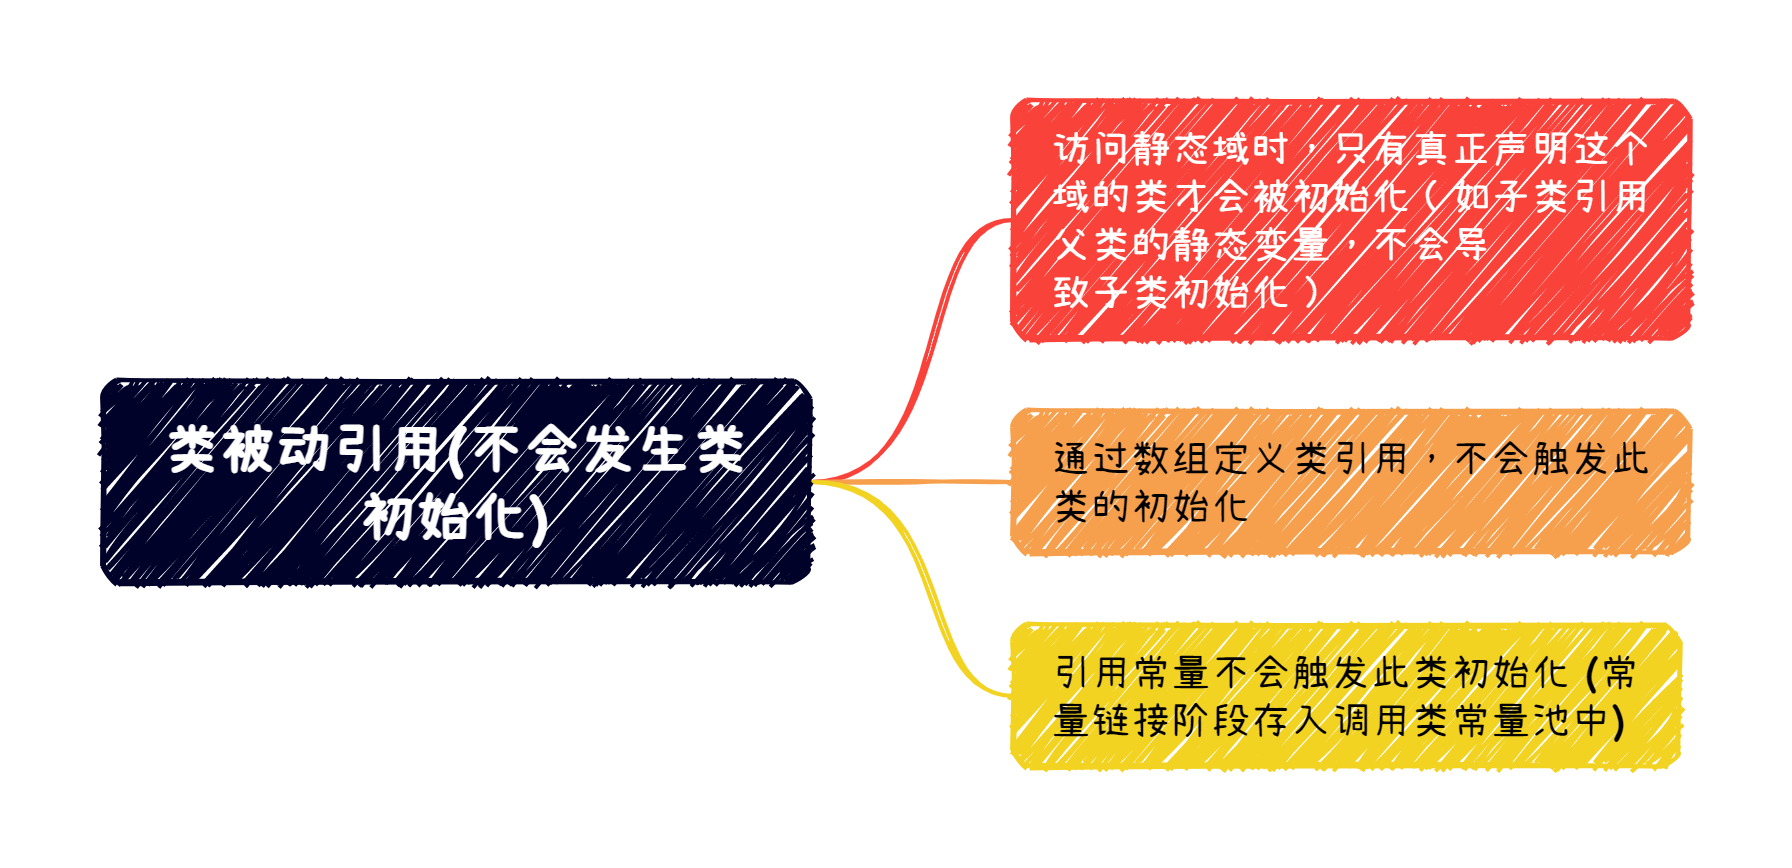 类被动引用(不会发生类
初始化)
访问静态域时，只有真正声明这个
域的类才会被初始化（如子类引用
父类的静态变量，不会导
致子类初始化）
通过数组定义类引用，不会触发此
类的初始化
引用常量不会触发此类初始化 (常
量链接阶段存入调用类常量池中)